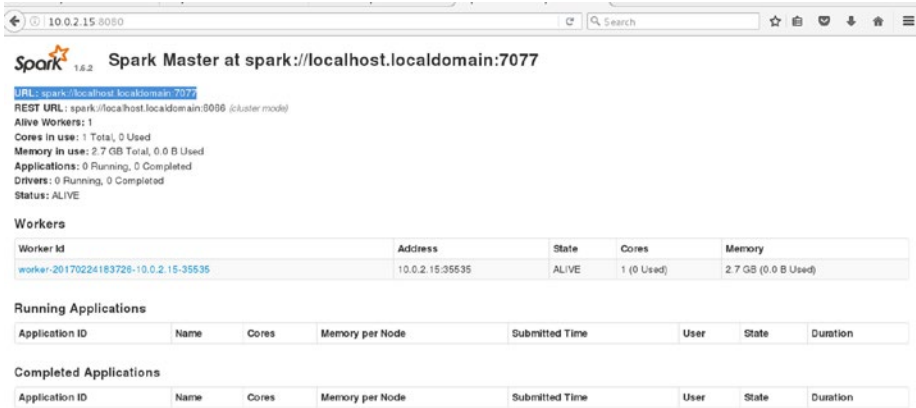 10.0.2.15:8080
Search
Spark 1.6.2 Spark Master at spark://localhost.localdomain:7077
URL: spark://localhost.localdomain:7077
REST URL: spark://localhost.localdomain:6066 (cluster mode)
Alive Workers: 1
Cores in use: 1 Total, 0 Used
Memory in use: 2.7 GB Total, 0.0 B Used
Applications: 0 Running, 0 Completed
Drivers: 0 Running, 0 Completed
Status: ALIVE
Workers
Worker Id Address State Cores Memory
worker-20170224183726-10.0.2.15-35535 10.0.2.15:35535 ALIVE 1 (0 Used) 2.7 GB (0.0 B Used)
Running Applications
Application ID Name Cores Memory per Node Submitted Time User State Duration
Completed Applications
Application ID Name Cores Memory per Node Submitted Time User State Duration